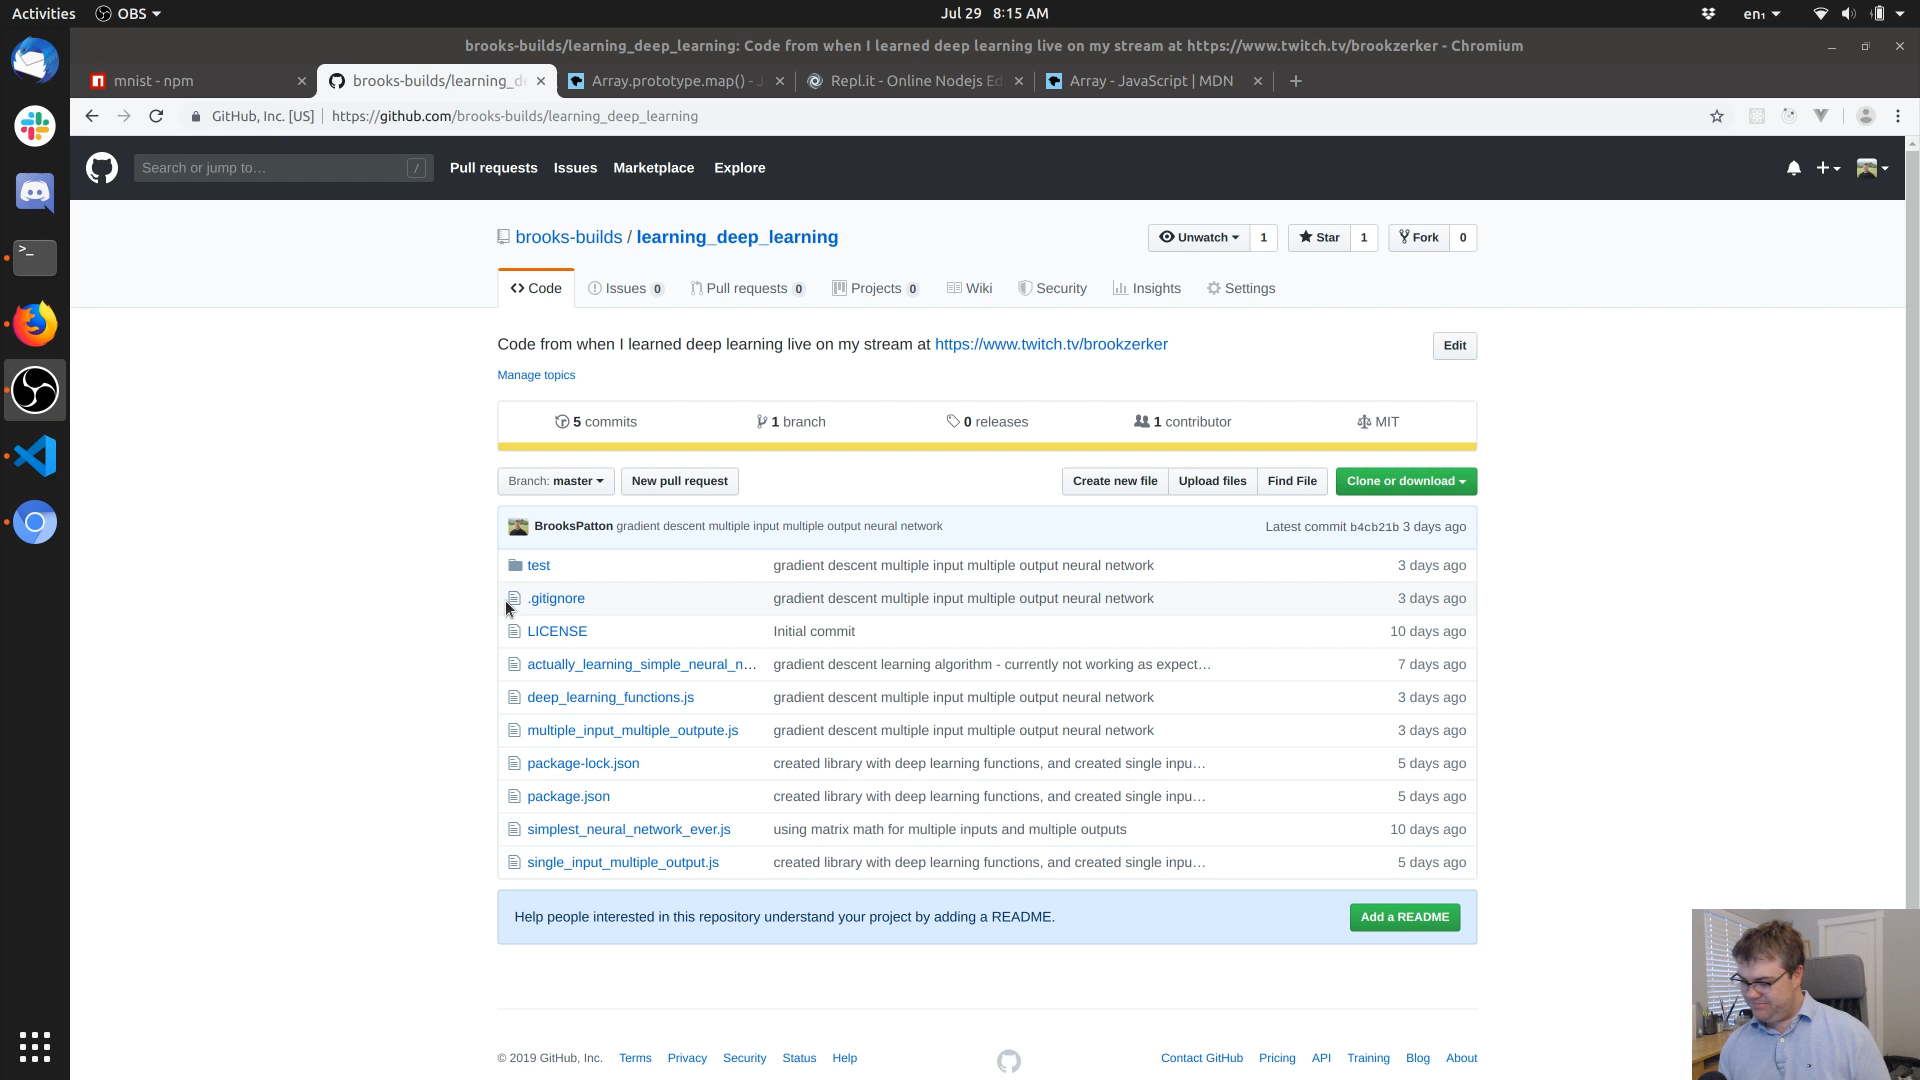 Activities OBS Jul 29 8:15 AM en₁
brooks-builds/learning_deep_learning: Code from when I learned deep learning live on my stream at https://www.twitch.tv/brookzerker - Chromium
mnist - npm brooks-builds/learning_de Array.prototype.map() - J Repl.it - Online Nodejs Ed Array - JavaScript | MDN
GitHub, Inc. [US] https://github.com/brooks-builds/learning_deep_learning
Search or jump to… / Pull requests Issues Marketplace Explore
brooks-builds / learning_deep_learning Unwatch 1 Star 1 Fork 0
Code Issues 0 Pull requests 0 Projects 0 Wiki Security Insights Settings
Code from when I learned deep learning live on my stream at https://www.twitch.tv/brookzerker Edit
Manage topics
5 commits 1 branch 0 releases 1 contributor MIT
Branch: master New pull request Create new file Upload files Find File Clone or download
BrooksPatton gradient descent multiple input multiple output neural network Latest commit b4cb21b 3 days ago
test gradient descent multiple input multiple output neural network 3 days ago
.gitignore gradient descent multiple input multiple output neural network 3 days ago
LICENSE Initial commit 10 days ago
actually_learning_simple_neural_n… gradient descent learning algorithm - currently not working as expect… 7 days ago
deep_learning_functions.js gradient descent multiple input multiple output neural network 3 days ago
multiple_input_multiple_outpute.js gradient descent multiple input multiple output neural network 3 days ago
package-lock.json created library with deep learning functions, and created single inpu… 5 days ago
package.json created library with deep learning functions, and created single inpu… 5 days ago
simplest_neural_network_ever.js using matrix math for multiple inputs and multiple outputs 10 days ago
single_input_multiple_output.js created library with deep learning functions, and created single inpu… 5 days ago
Help people interested in this repository understand your project by adding a README. Add a README
© 2019 GitHub, Inc. Terms Privacy Security Status Help Contact GitHub Pricing API Training Blog About